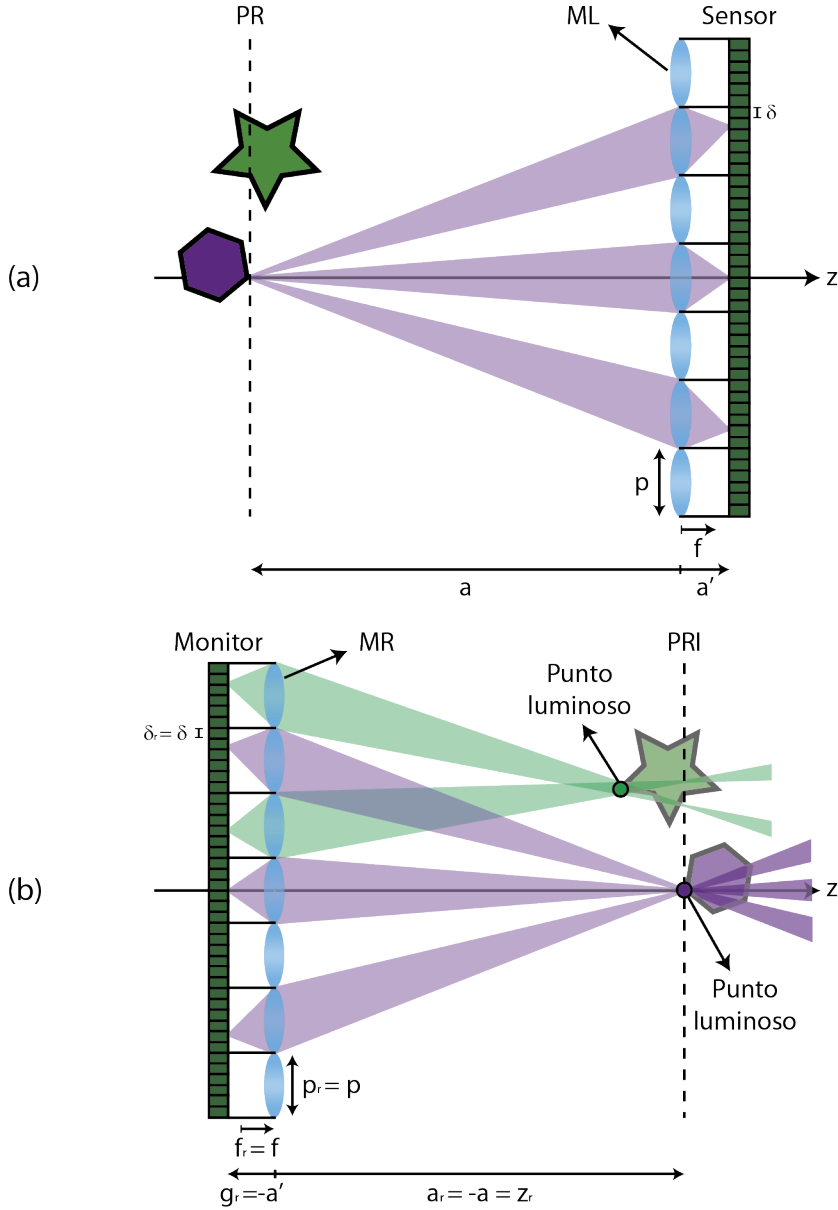 PR
ML
Sensor
δ
(a)
z
p
f
a
a'
Monitor
MR
PRI
Punto
luminoso
δᵣ= δ
(b)
z
Punto
luminoso
pᵣ= p
fᵣ= f
gᵣ=-a'
aᵣ= -a = zᵣ